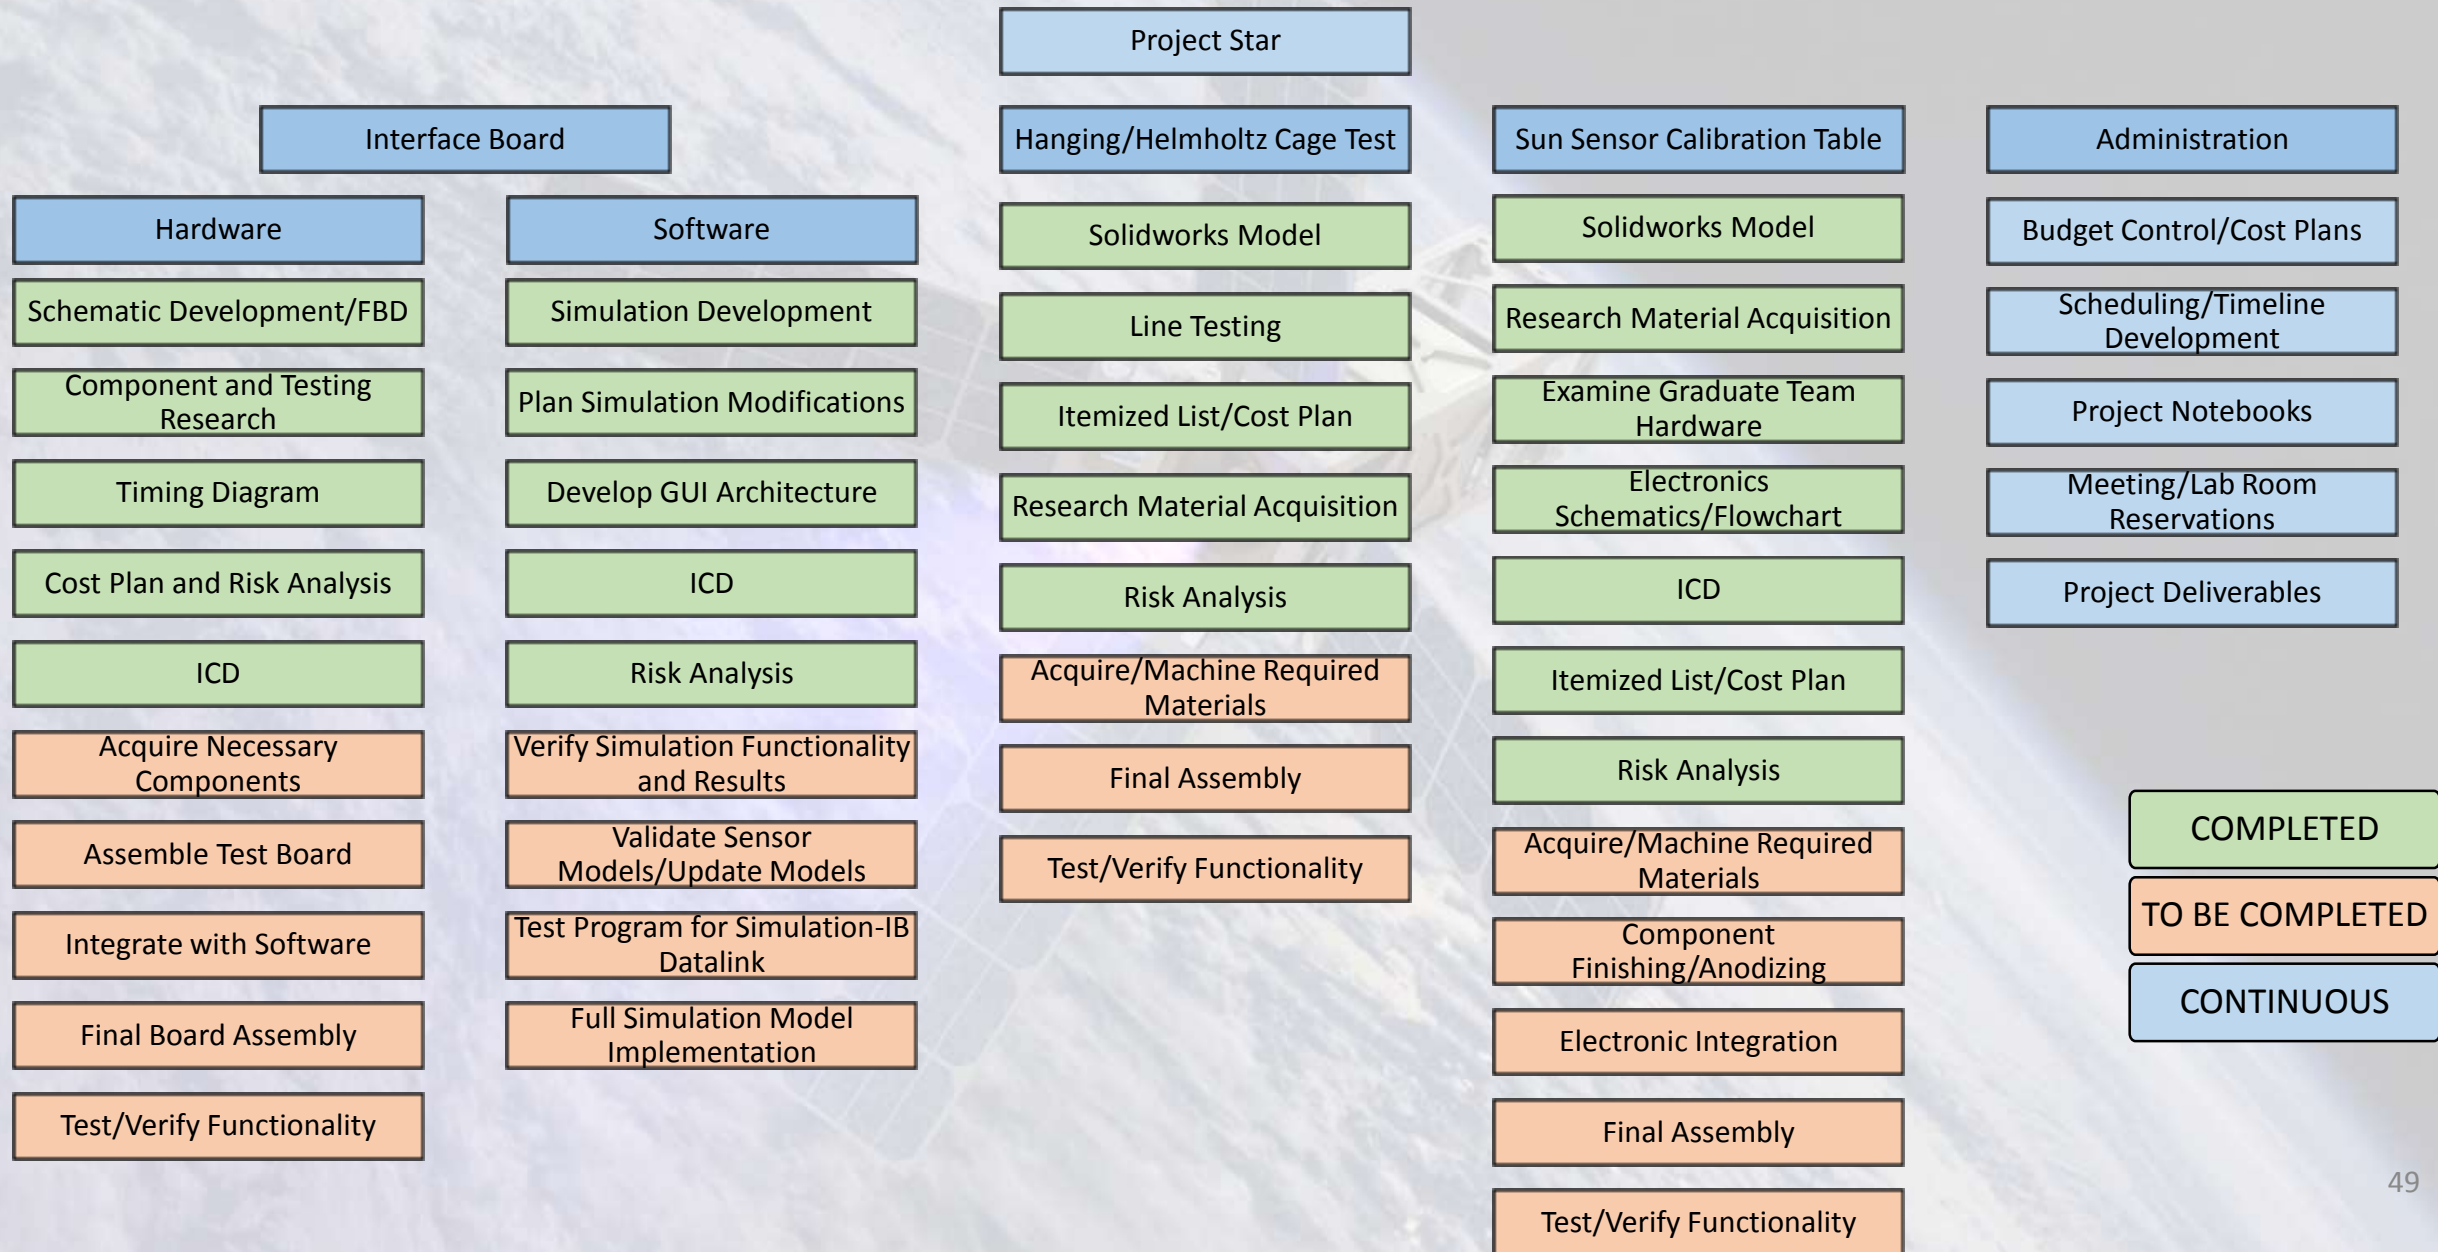 Project Star
Interface Board
Hardware
Schematic Development/FBD
Component and Testing
Research
Timing Diagram
Cost Plan and Risk Analysis
ICD
Acquire Necessary
Components
Assemble Test Board
Integrate with Software
Final Board Assembly
Test/Verify Functionality
Software
Simulation Development
Plan Simulation Modifications
Develop GUI Architecture
ICD
Risk Analysis
Verify Simulation Functionality
and Results
Validate Sensor
Models/Update Models
Test Program for Simulation-IB
Datalink
Full Simulation Model
Implementation
Hanging/Helmholtz Cage Test
Solidworks Model
Line Testing
Itemized List/Cost Plan
Research Material Acquisition
Risk Analysis
Acquire/Machine Required
Materials
Final Assembly
Test/Verify Functionality
Sun Sensor Calibration Table
Solidworks Model
Research Material Acquisition
Examine Graduate Team
Hardware
Electronics
Schematics/Flowchart
ICD
Itemized List/Cost Plan
Risk Analysis
Acquire/Machine Required
Materials
Component
Finishing/Anodizing
Electronic Integration
Final Assembly
Test/Verify Functionality
Administration
Budget Control/Cost Plans
Scheduling/Timeline
Development
Project Notebooks
Meeting/Lab Room
Reservations
Project Deliverables
COMPLETED
TO BE COMPLETED
CONTINUOUS
49